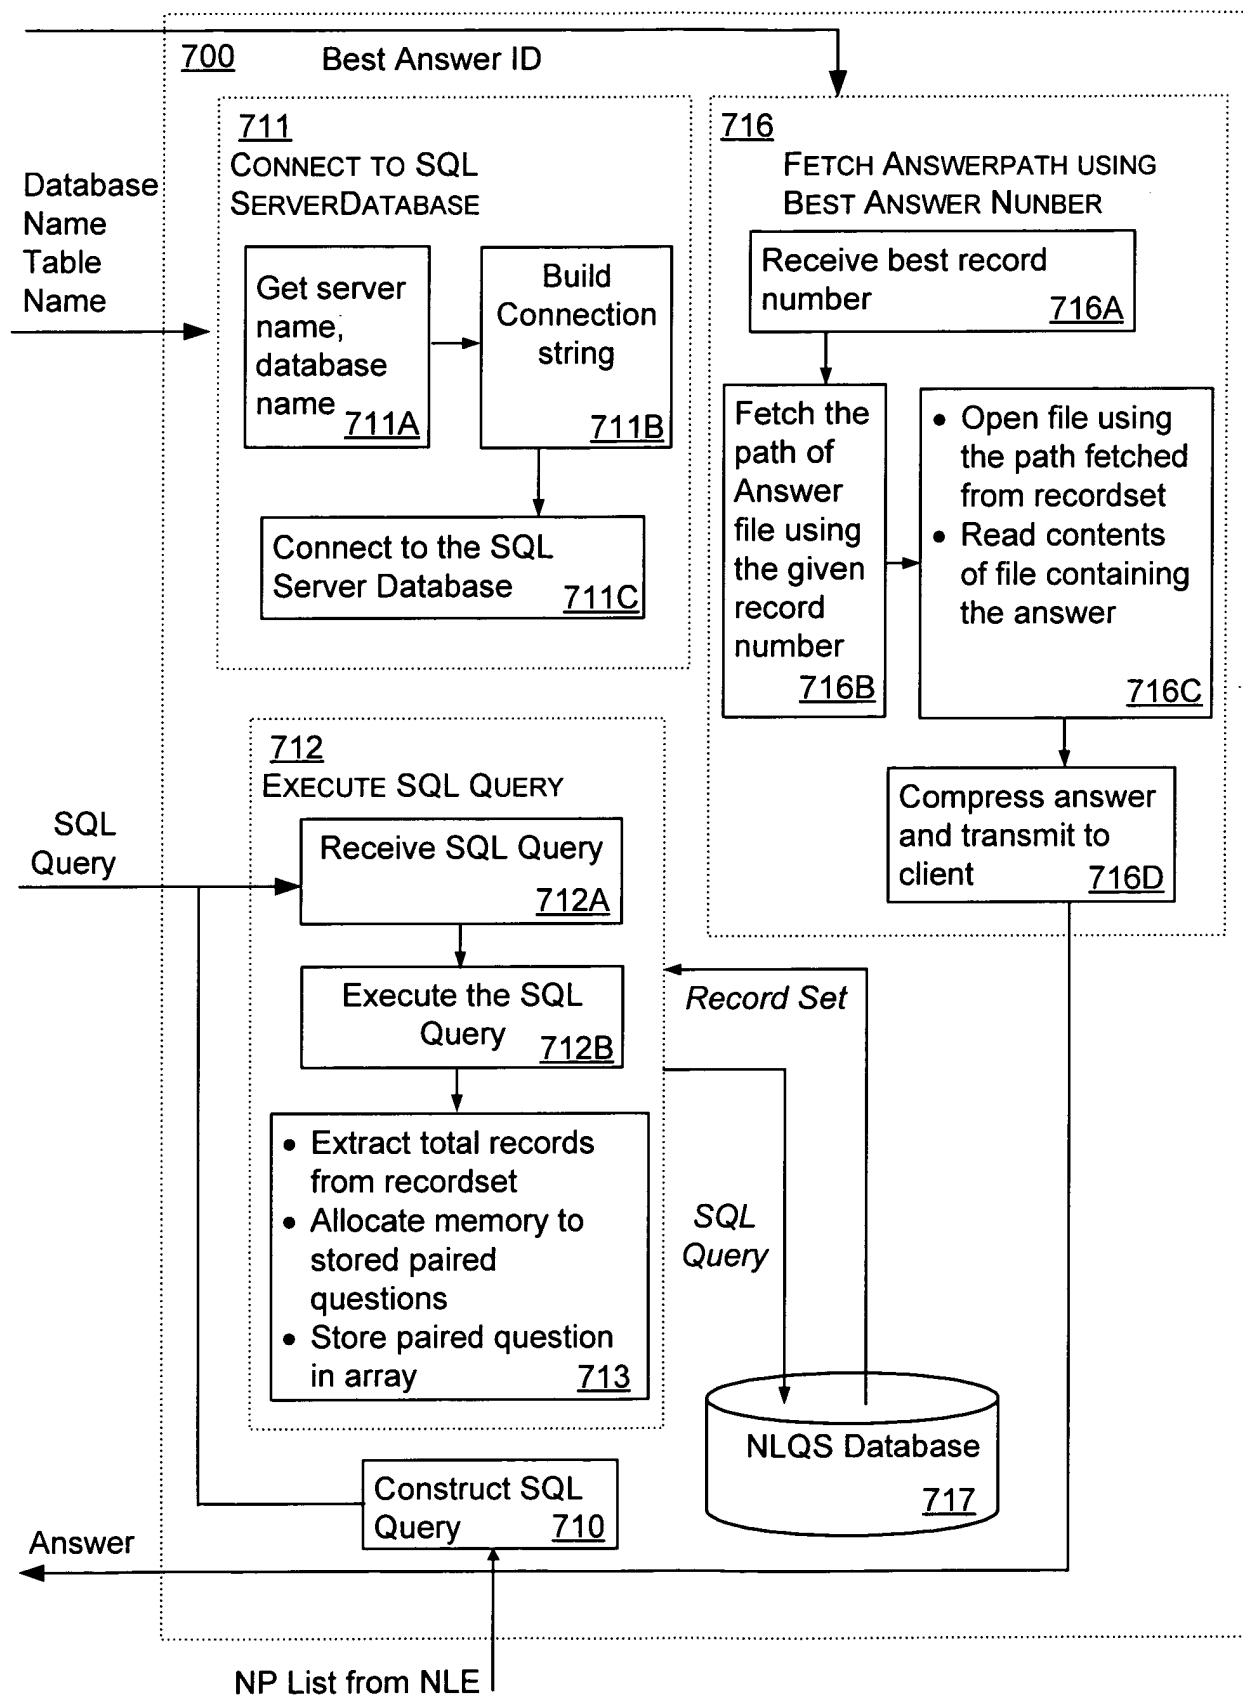 700 Best Answer ID
711
CONNECT TO SQL
SERVERDATABASE
Database
Name
Table
Name
Get server
name,
database
name
711A
Build
Connection
string
711B
Connect to the SQL
Server Database
711C
716
FETCH ANSWERPATH USING
BEST ANSWER NUNBER
Receive best record
number
716A
Fetch the
path of
Answer
file using
the given
record
number
716B
• Open file using
the path fetched
from recordset
• Read contents
of file containing
the answer
716C
Compress answer
and transmit to
client
716D
712
EXECUTE SQL QUERY
SQL
Query
Receive SQL Query
712A
Execute the SQL
Query
712B
• Extract total records
from recordset
• Allocate memory to
stored paired
questions
• Store paired question
in array
713
Record Set
SQL
Query
NLQS Database
717
Construct SQL
Query
710
Answer
NP List from NLE